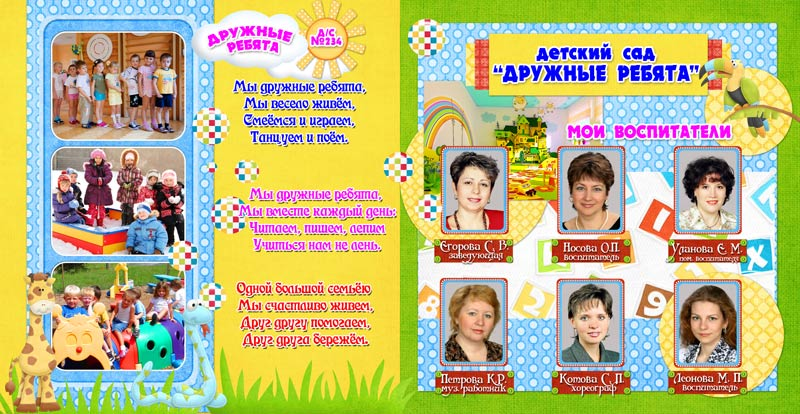 ДРУЖНЫЕ
РЕБЯТА
Д/С
№234
Мы дружные ребята,
Мы весело живём,
Смеёмся и играем,
Танцуем и поём.
Мы дружные ребята,
Мы вместе каждый день:
Читаем, пишем, лепим
Учиться нам не лень.
Одной большой семьёю
Мы счастливо живем,
Друг другу помогаем,
Друг друга бережём.
детский сад
"ДРУЖНЫЕ РЕБЯТА"
МОИ ВОСПИТАТЕЛИ
Егорова С. В.
заведующая
Носова О.П.
воспитатель
Уланова Е. М.
пом. воспитателя
Петрова К.Р.
муз.работник
Котова С. П.
хореограф
Леонова М. П.
воспитатель